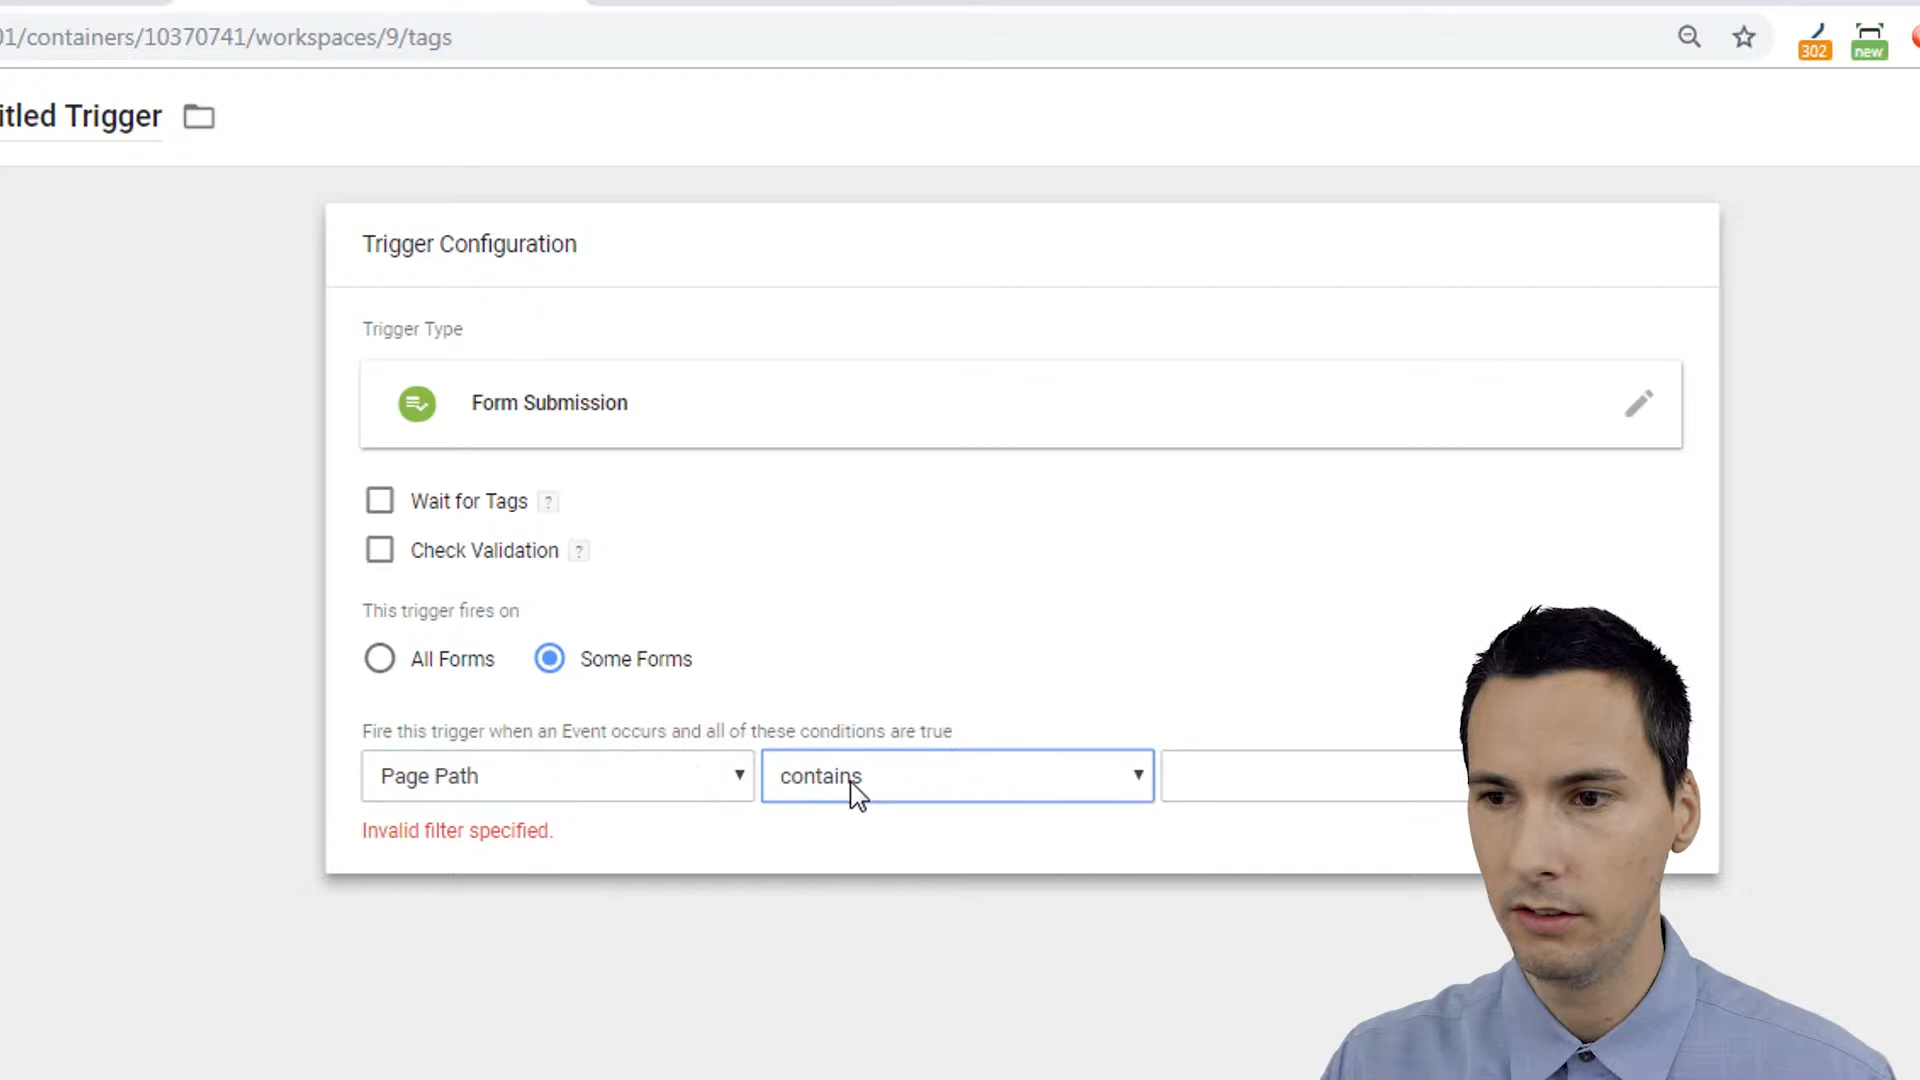 01/containers/10370741/workspaces/9/tags
302
new
itled Trigger
Trigger Configuration
Trigger Type
Form Submission
Wait for Tags ?
Check Validation ?
This trigger fires on
All Forms Some Forms
Fire this trigger when an Event occurs and all of these conditions are true
Page Path contains
Invalid filter specified.